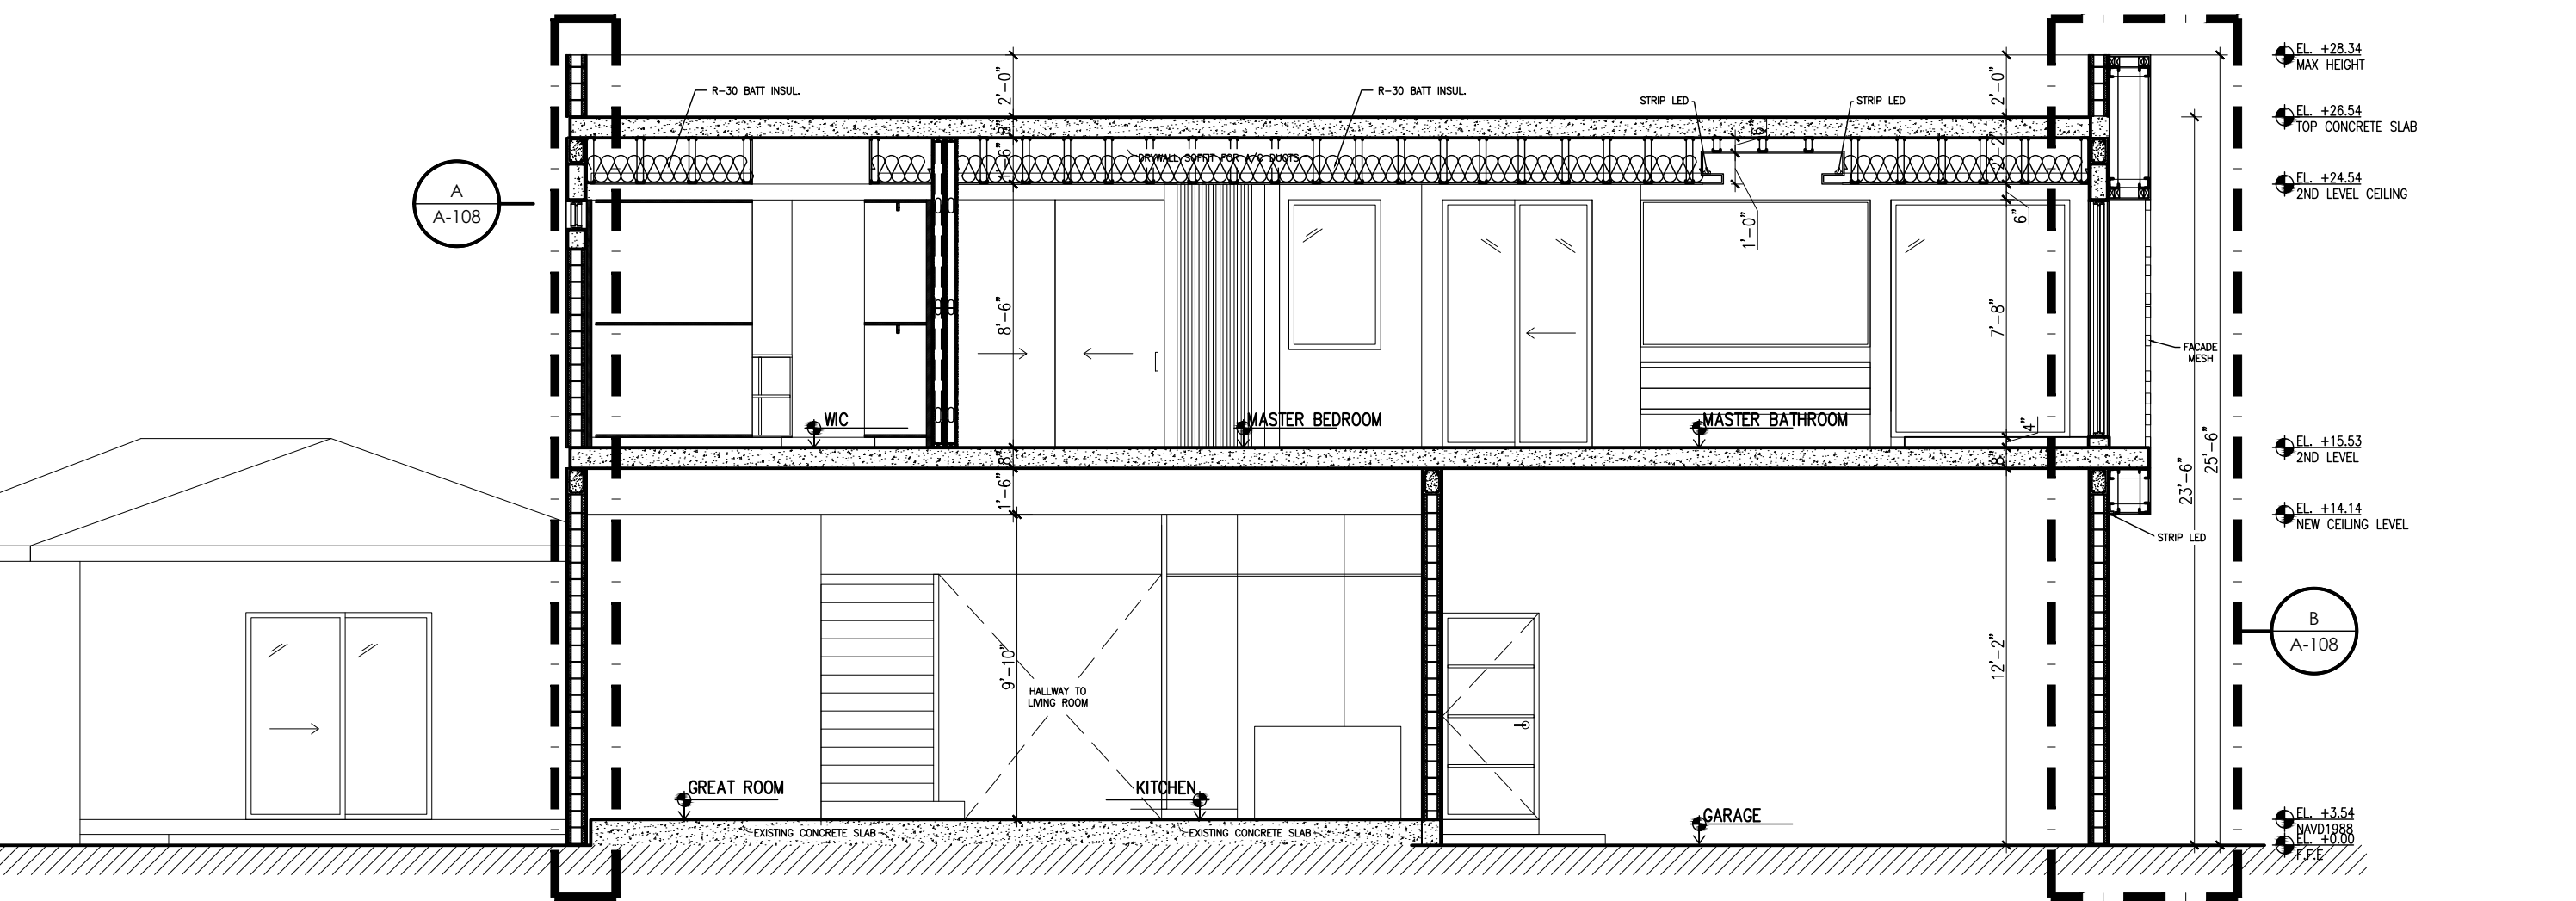 EL. +28.34
MAX HEIGHT
2'-0"
2'-0"
R-30 BATT INSUL.
R-30 BATT INSUL.
STRIP LED
STRIP LED
EL. +26.54
TOP CONCRETE SLAB
8"
6"
2'-2"
1'-6"
DRYWALL SOFFIT FOR A/C DUCTS
A
A-108
EL. +24.54
2ND LEVEL CEILING
1'-0"
6"
8'-6"
7'-8"
FACADE
MESH
WIC
MASTER BEDROOM
MASTER BATHROOM
4"
25'-6"
23'-6"
EL. +15.53
2ND LEVEL
8"
8"
1'-6"
EL. +14.14
NEW CEILING LEVEL
STRIP LED
B
A-108
9'-10"
12'-2"
HALLWAY TO
LIVING ROOM
GREAT ROOM
KITCHEN
GARAGE
EXISTING CONCRETE SLAB
EXISTING CONCRETE SLAB
EL. +3.54
NAVD1988
EL. +0.00
F.F.E